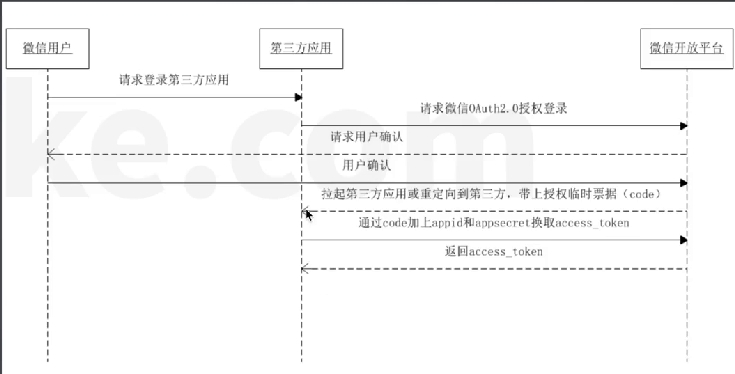 微信用户
第三方应用
微信开放平台
请求登录第三方应用
请求微信OAuth2.0授权登录
请求用户确认
用户确认
拉起第三方应用或重定向到第三方，带上授权临时票据（code）
通过code加上appid和appsecret换取access_token
返回access_token
ke.com